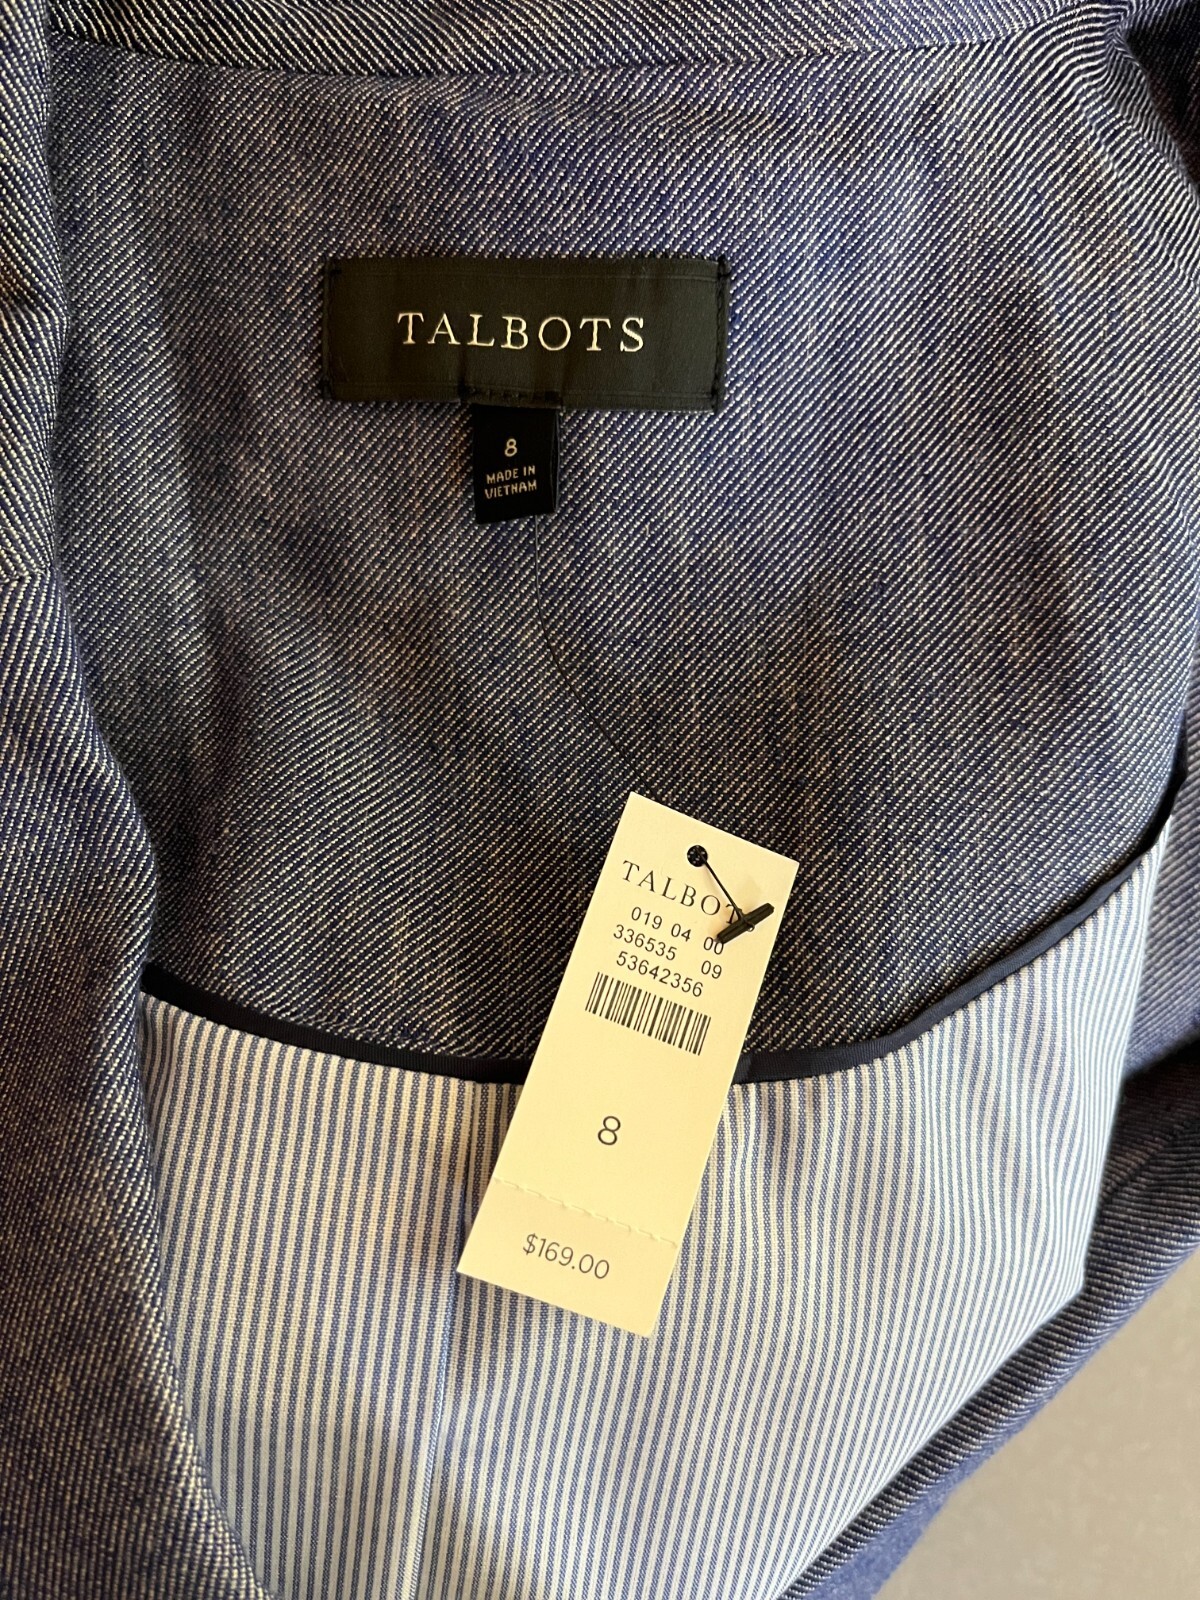 TALBOTS
8
MADE IN
VIETNAM
TALBOTS
019 04 00
336535 09
53642356
8
$169.00